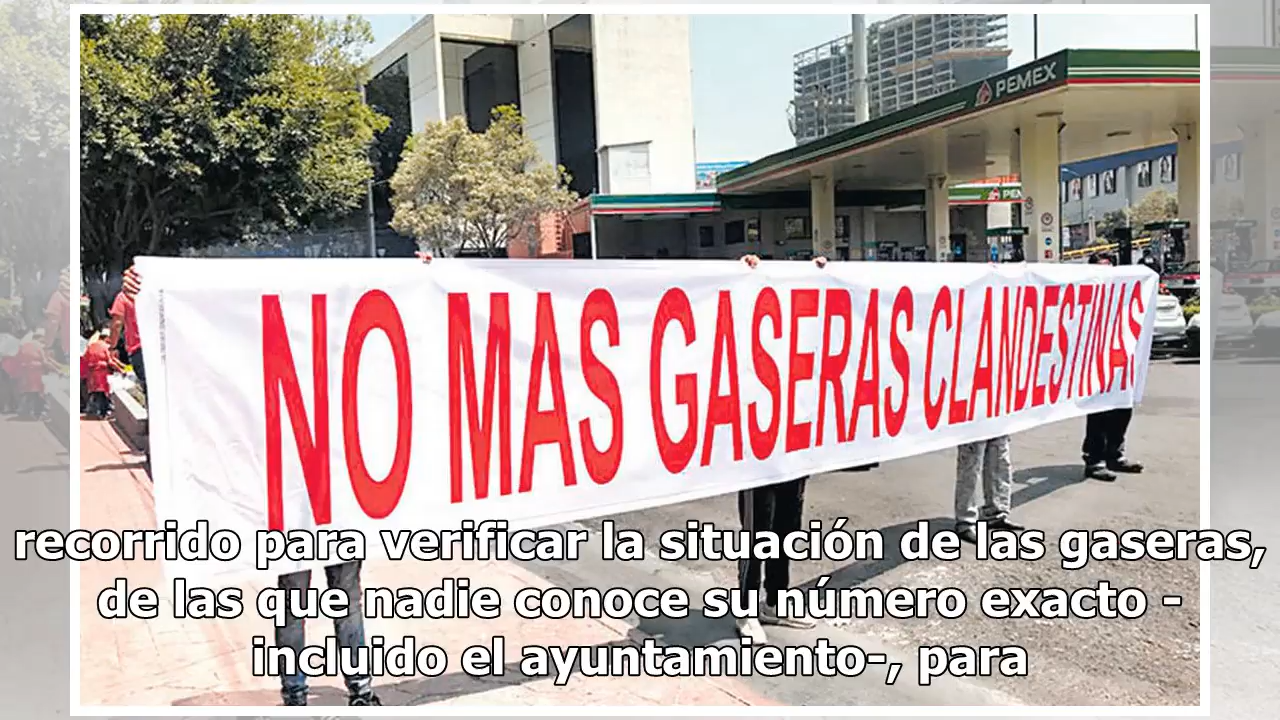 PEMEX
PEM
NO MAS GASERAS CLANDESTINAS
recorrido para verificar la situación de las gaseras,
de las que nadie conoce su número exacto -
incluido el ayuntamiento-, para